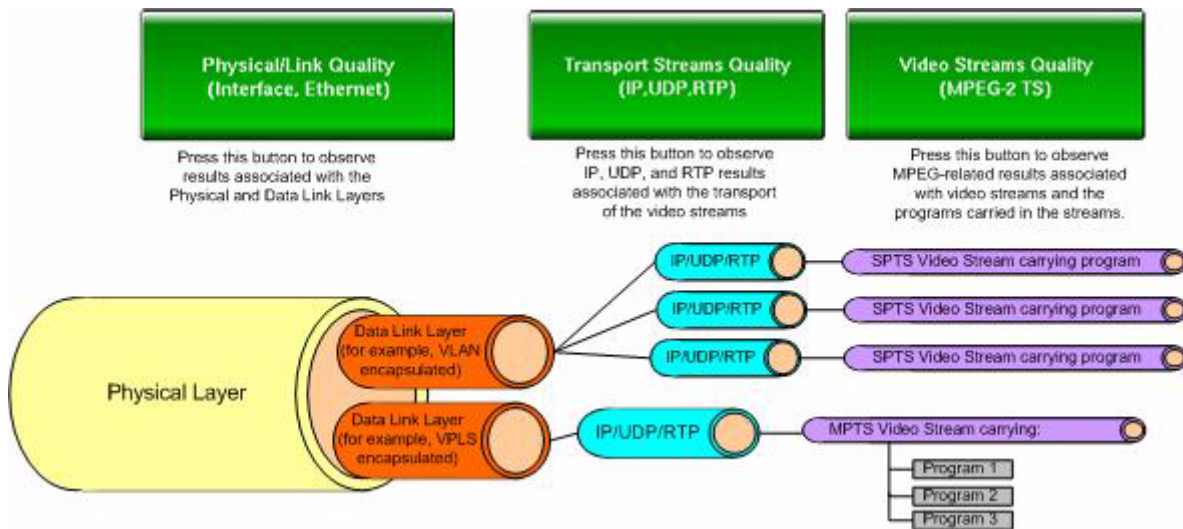 Physical/Link Quality
(Interface, Ethernet)
Press this button to observe
results associated with the
Physical and Data Link Layers
Transport Streams Quality
(IP,UDP,RTP)
Press this button to observe
IP, UDP, and RTP results
associated with the transport
of the video streams
Video Streams Quality
(MPEG-2 TS)
Press this button to observe
MPEG-related results associated
with video streams and the
programs carried in the streams.
Physical Layer
Data Link Layer
(for example, VLAN
encapsulated)
IP/UDP/RTP
SPTS Video Stream carrying program
IP/UDP/RTP
SPTS Video Stream carrying program
IP/UDP/RTP
SPTS Video Stream carrying program
Data Link Layer
(for example, VPLS
encapsulated)
IP/UDP/RTP
MPTS Video Stream carrying:
Program 1
Program 2
Program 3